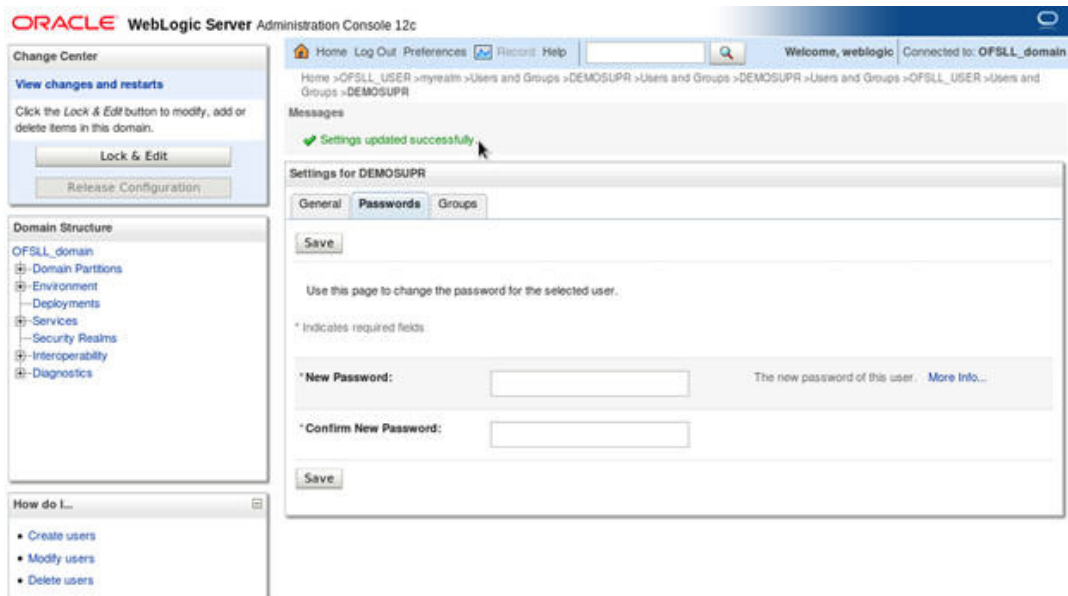 ORACLE WebLogic Server Administration Console 12c
Change Center
View changes and restarts
Click the Lock & Edit button to modify, add or
delete items in this domain.
Lock & Edit
Release Configuration
Domain Structure
OFSLL_domain
Domain Partitions
Environment
Deployments
Services
Security Realms
Interoperability
Diagnostics
How do I...
• Create users
• Modify users
• Delete users
Home Log Out Preferences Record Help
Welcome, weblogic Connected to: OFSLL_domain
Home >OFSLL_USER >myrealm >Users and Groups >DEMOSUPR >Users and Groups >DEMOSUPR >Users and Groups >OFSLL_USER >Users and
Groups >DEMOSUPR
Messages
Settings updated successfully.
Settings for DEMOSUPR
General Passwords Groups
Save
Use this page to change the password for the selected user.
* Indicates required fields
* New Password: The new password of this user. More Info...
* Confirm New Password:
Save